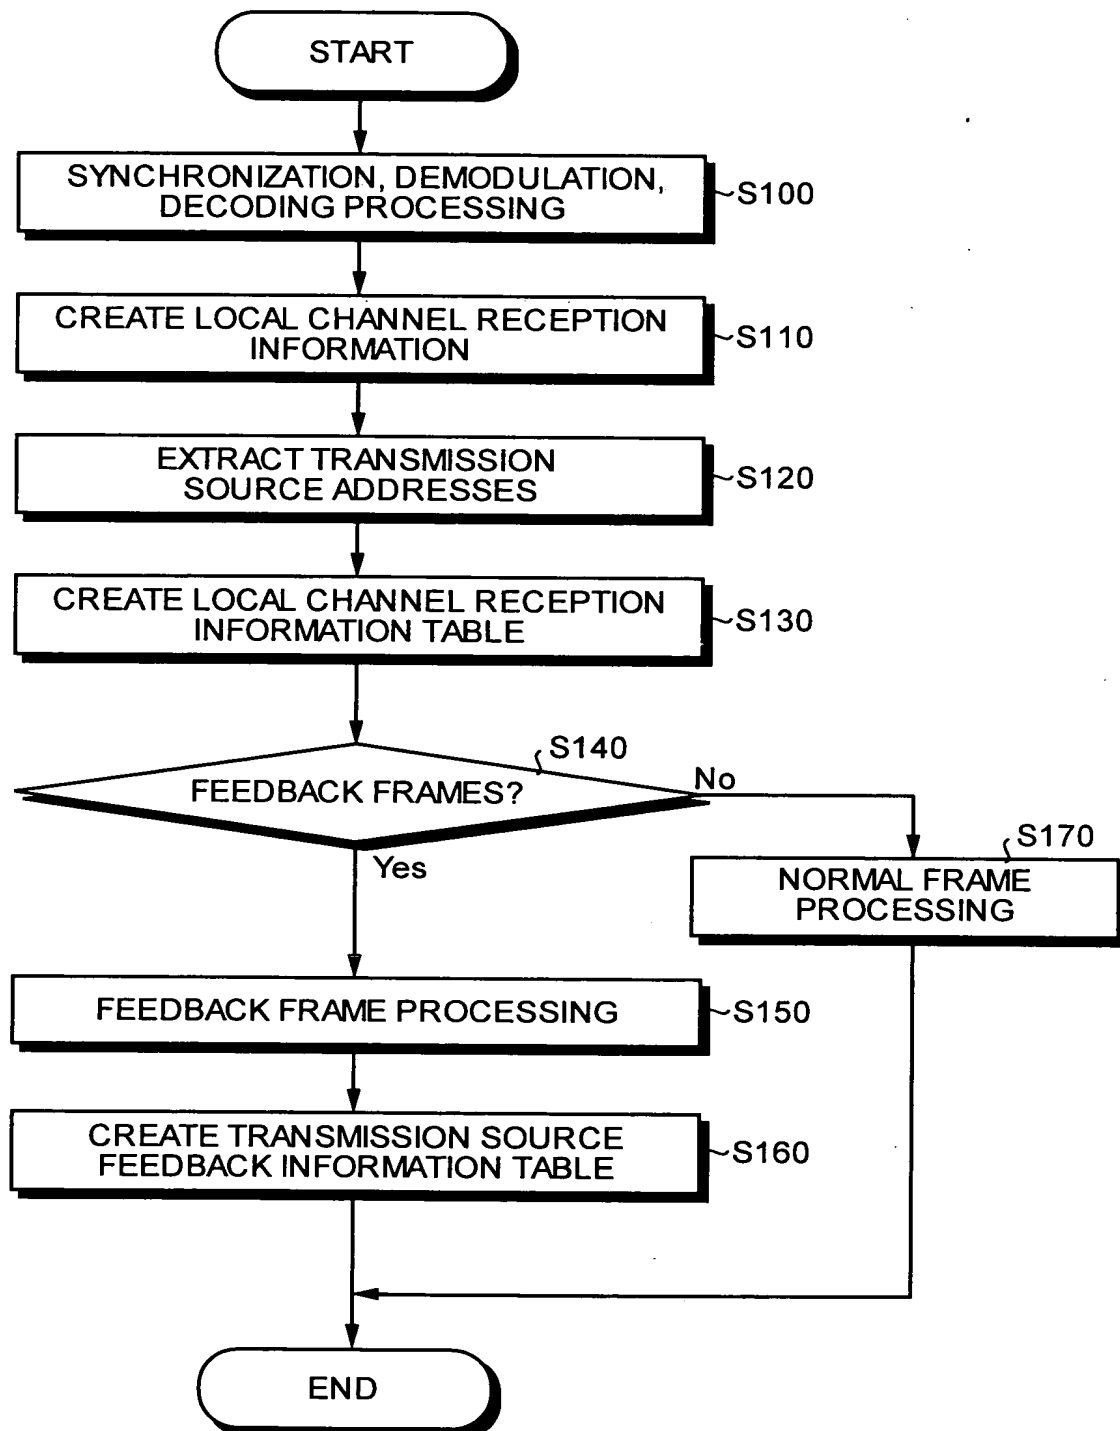 START
SYNCHRONIZATION, DEMODULATION,
DECODING PROCESSING
S100
CREATE LOCAL CHANNEL RECEPTION
INFORMATION
S110
EXTRACT TRANSMISSION
SOURCE ADDRESSES
S120
CREATE LOCAL CHANNEL RECEPTION
INFORMATION TABLE
S130
S140
FEEDBACK FRAMES?
No
Yes
S170
NORMAL FRAME
PROCESSING
FEEDBACK FRAME PROCESSING
S150
CREATE TRANSMISSION SOURCE
FEEDBACK INFORMATION TABLE
S160
END